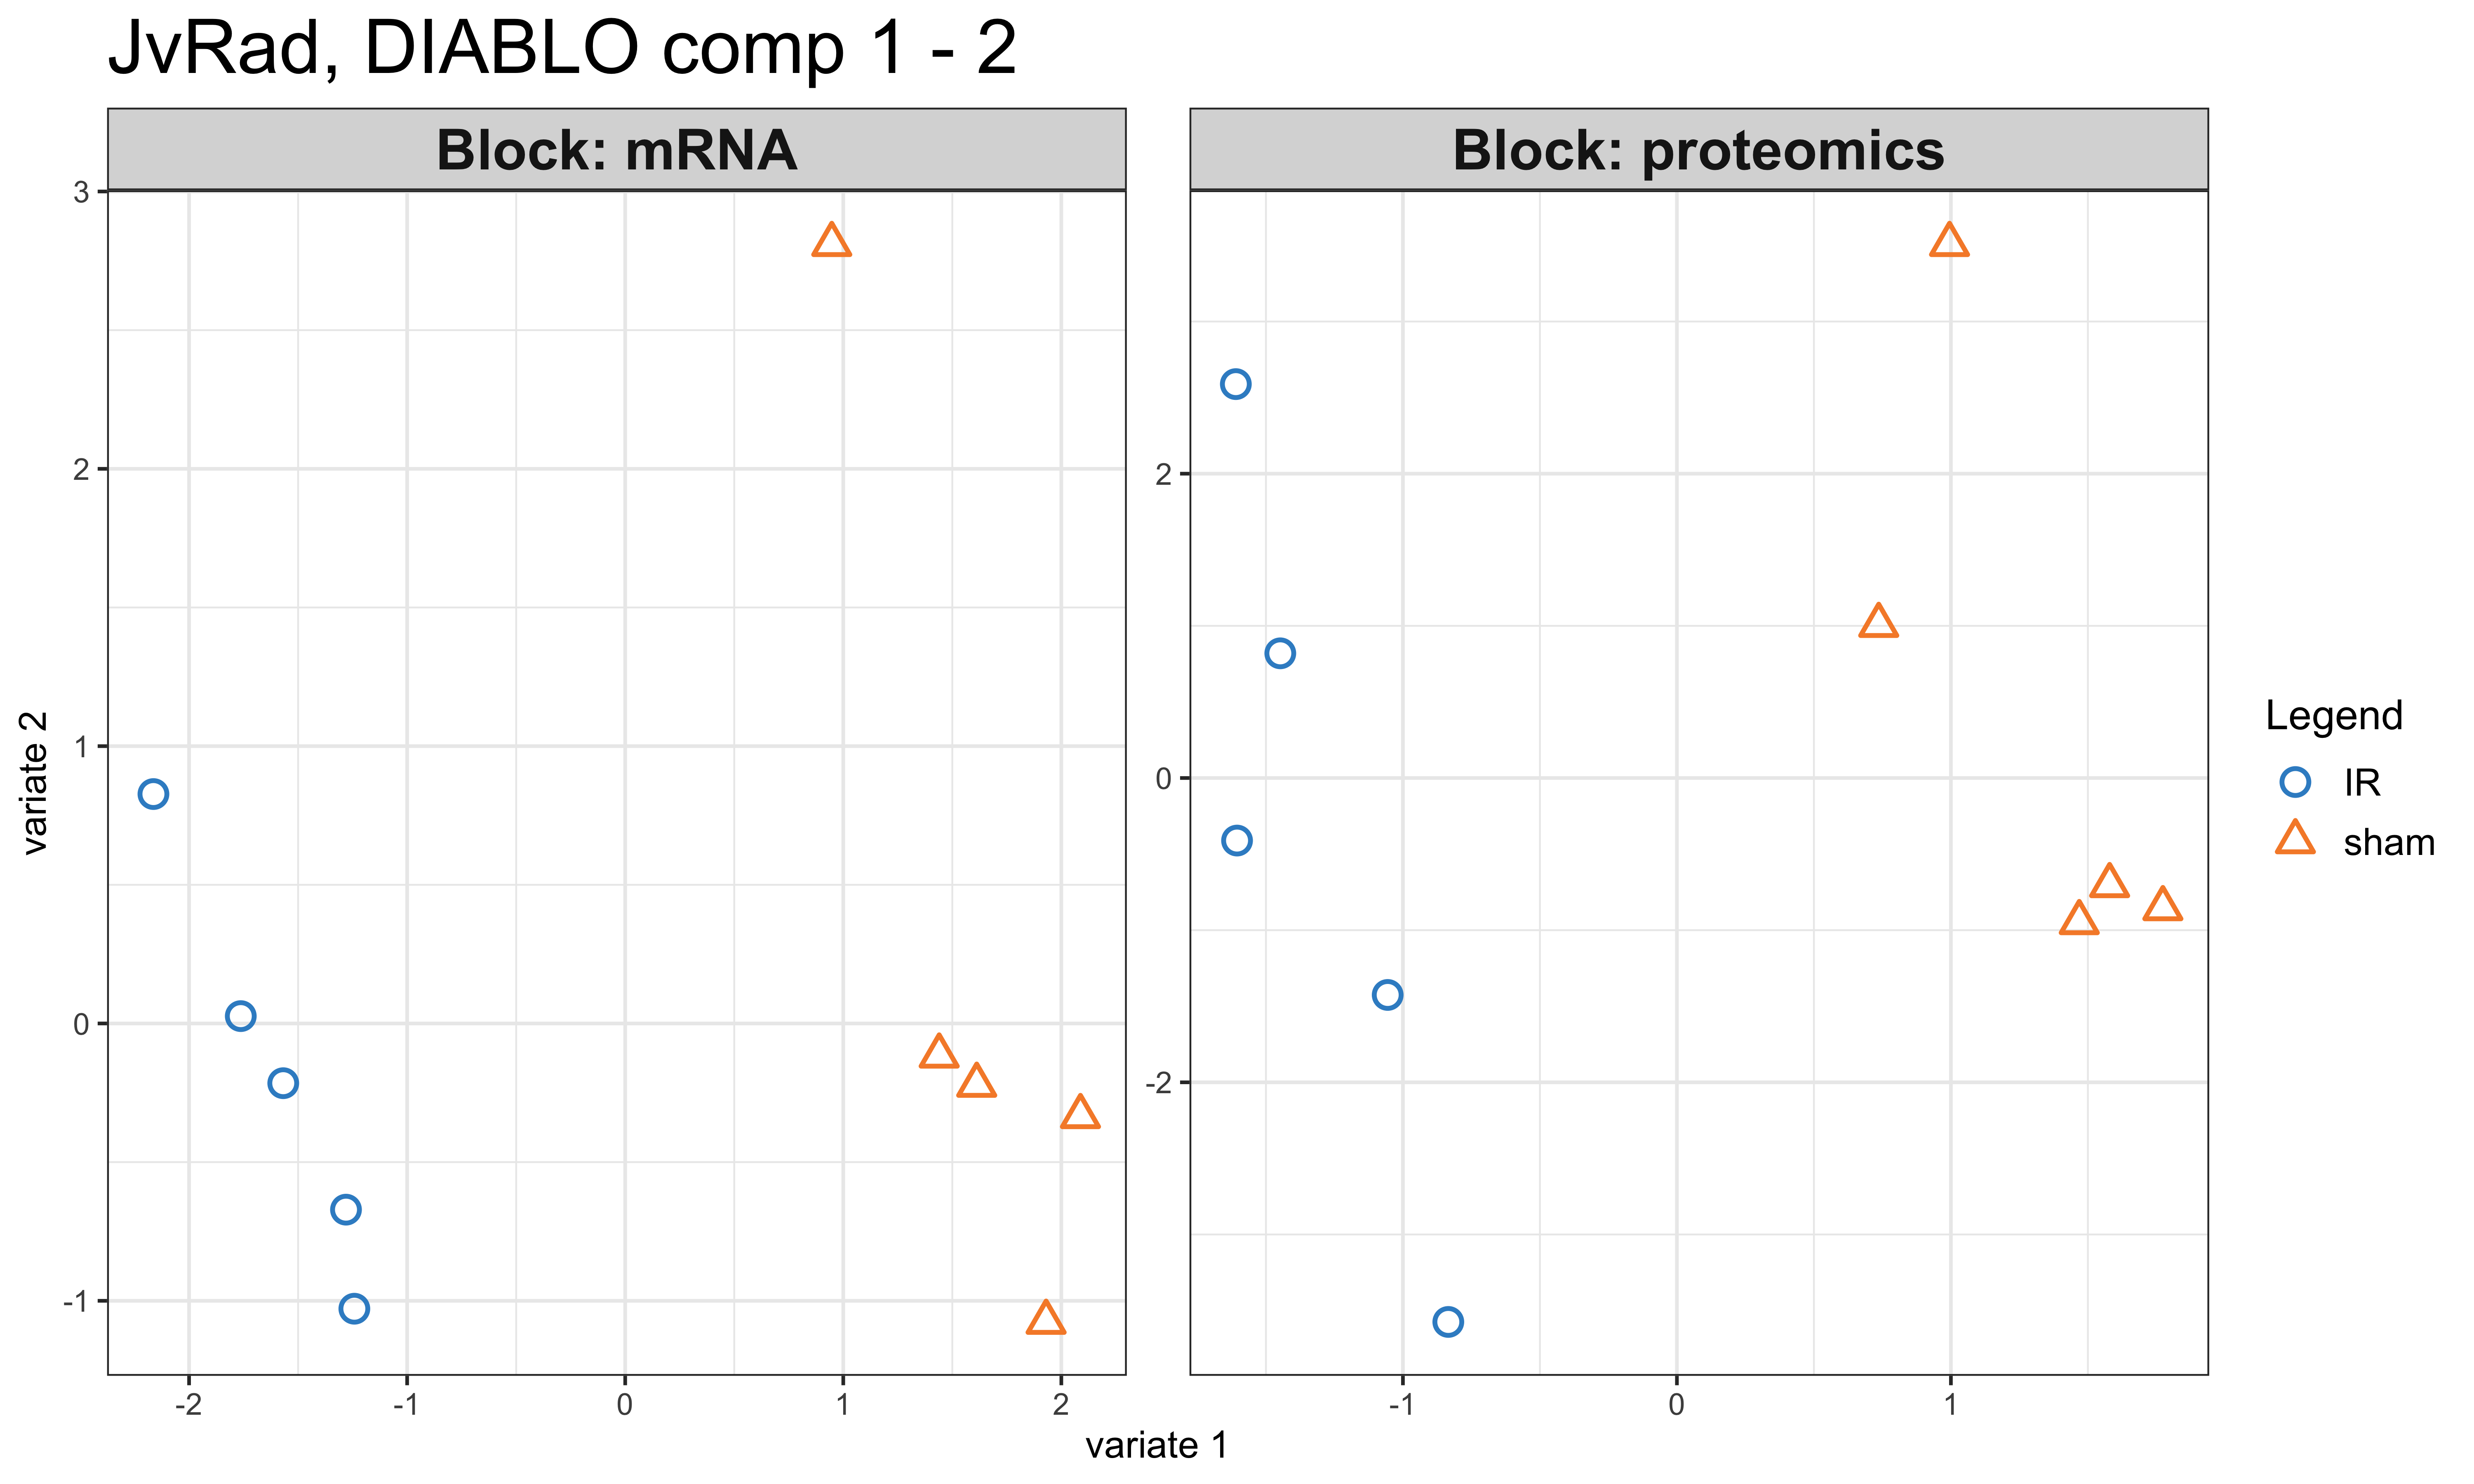 JvRad, DIABLO comp 1 - 2
Block: mRNA
Block: proteomics
3
2
1
0
-1
2
0
-2
variate 2
-2
-1
0
1
2
-1
0
1
variate 1
Legend
IR
sham